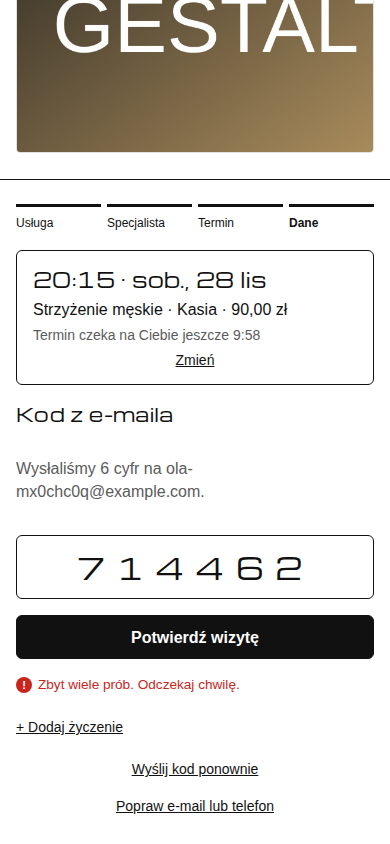 GESTALT
Usługa
Specjalista
Termin
Dane
20:15 · sob., 28 lis
Strzyżenie męskie · Kasia · 90,00 zł
Termin czeka na Ciebie jeszcze 9:58
Zmień
Kod z e-maila
Wysłaliśmy 6 cyfr na ola-
mx0chc0q@example.com.
714462
Potwierdź wizytę
Zbyt wiele prób. Odczekaj chwilę.
+ Dodaj życzenie
Wyślij kod ponownie
Popraw e-mail lub telefon